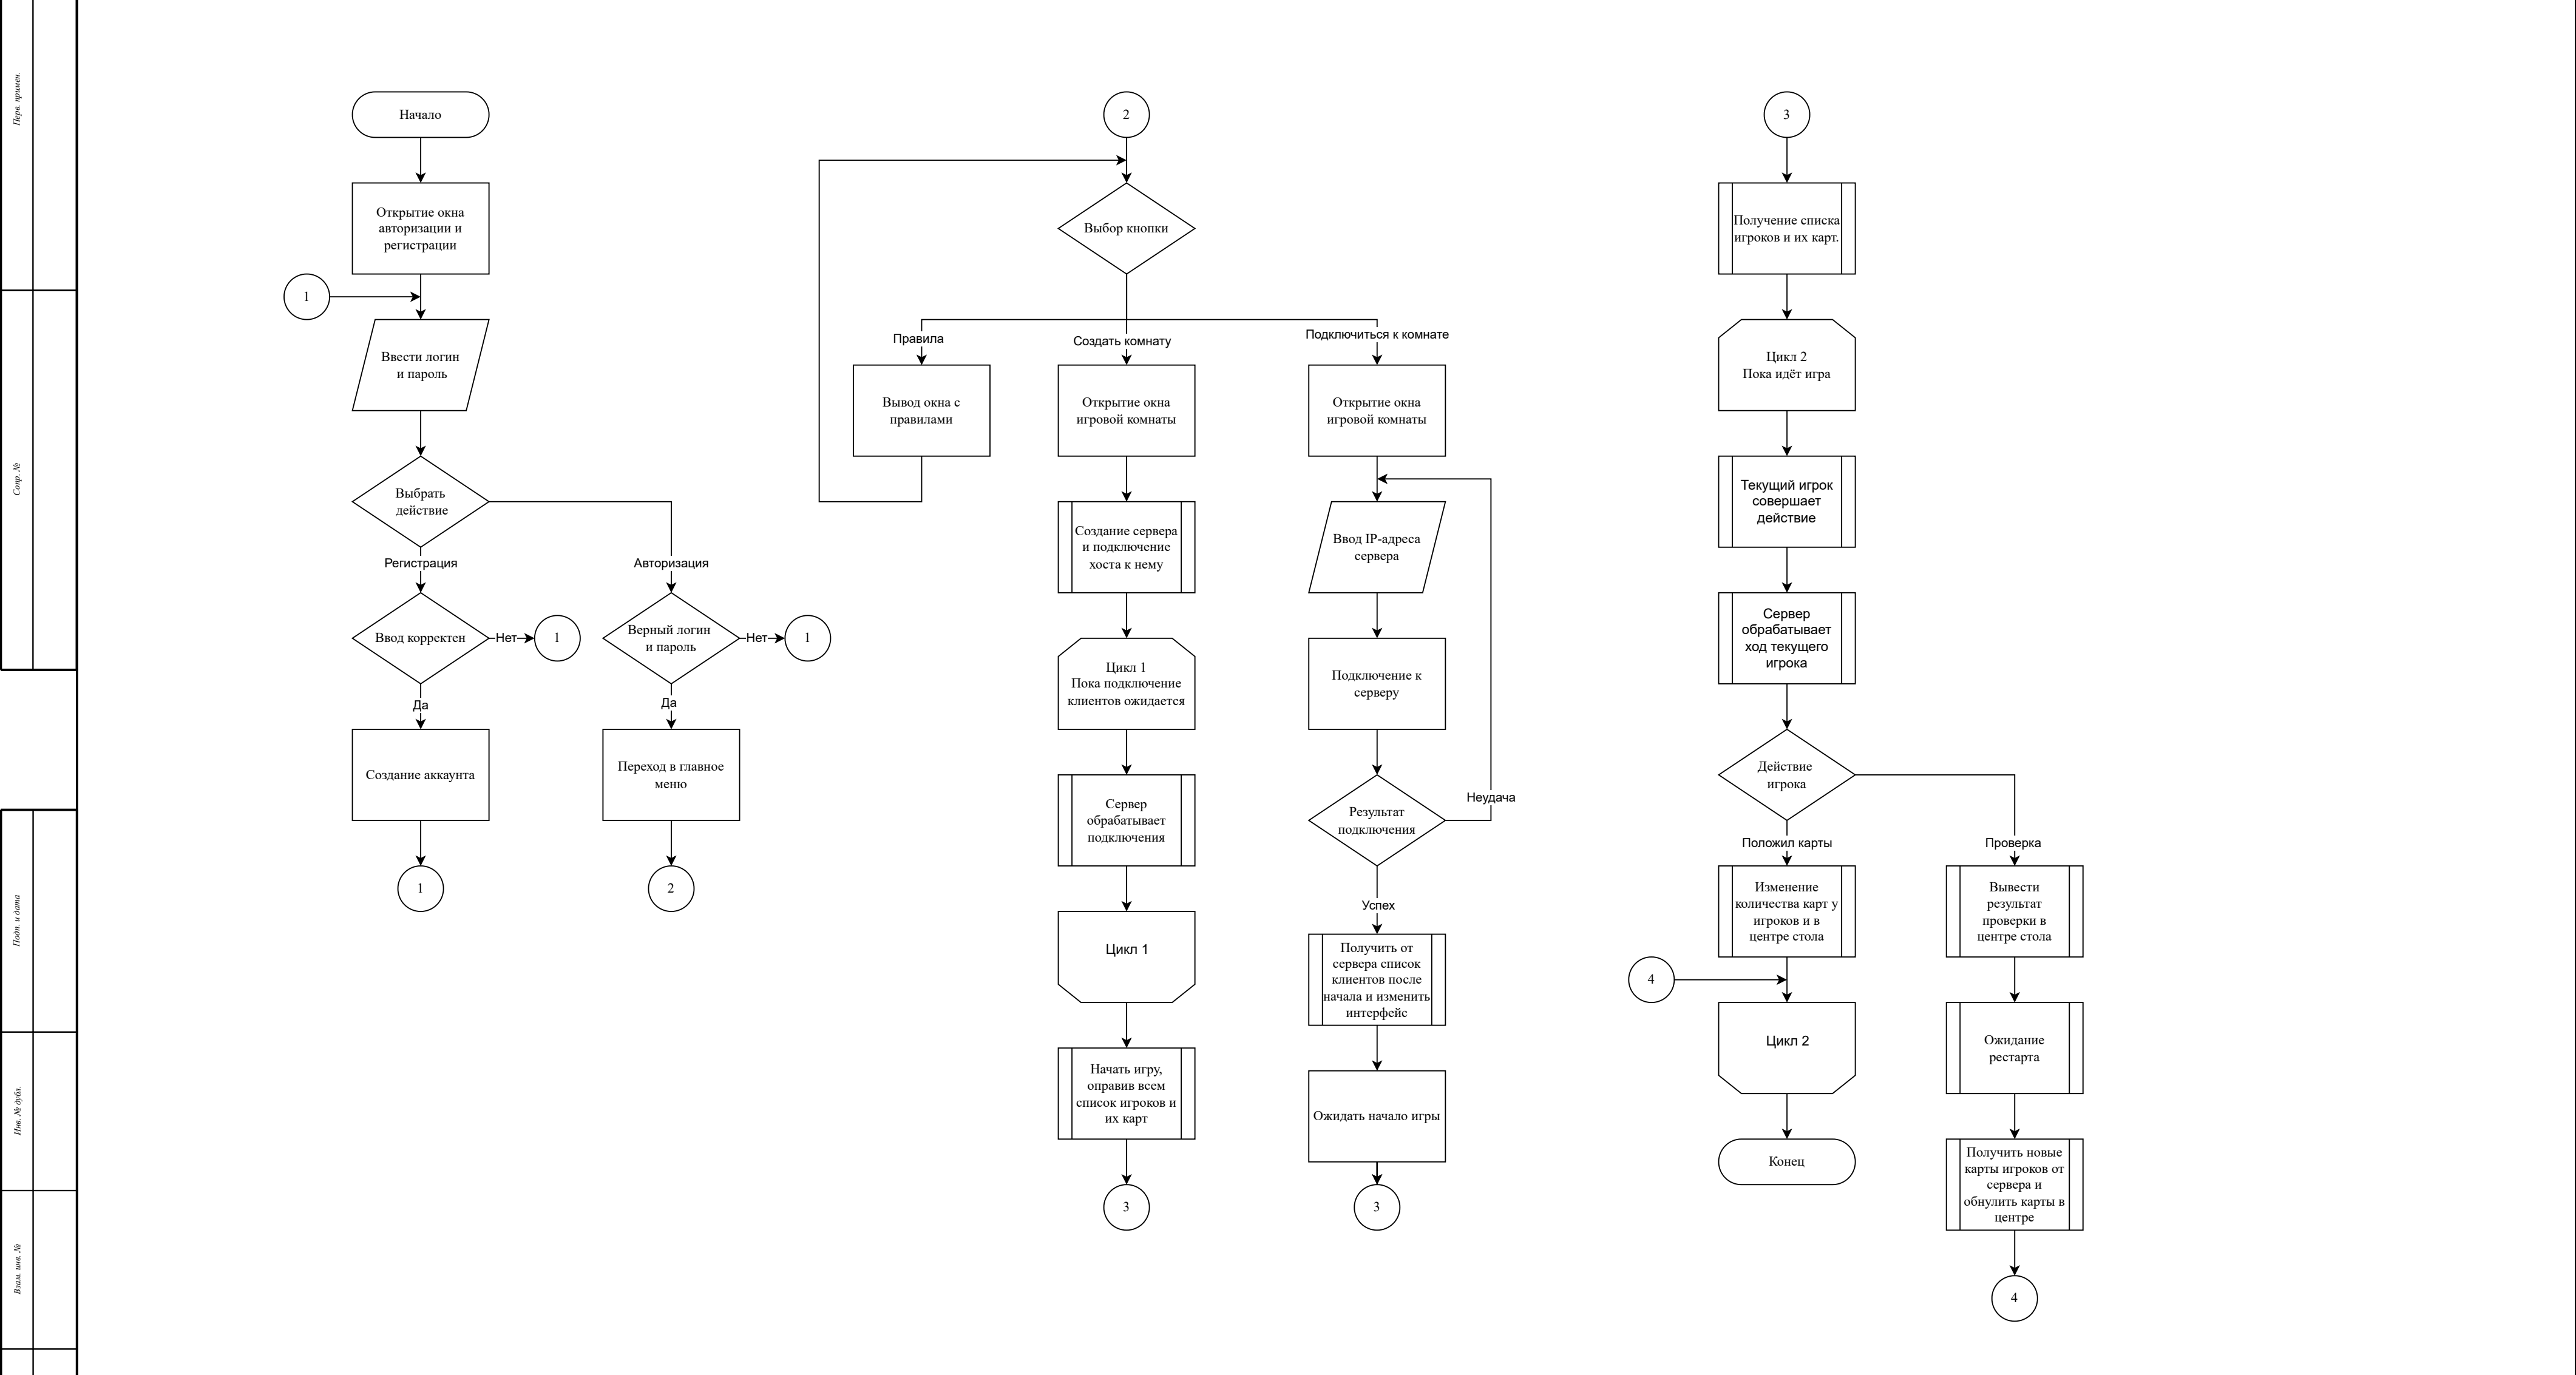 Перв. примен.
Сопр. №
Подп. и дата
Инв. № дубл.
Взам. инв. №
Начало
Открытие окна
авторизации и
регистрации
1
Ввести логин
и пароль
Выбрать
действие
Регистрация
Авторизация
Ввод корректен
Нет
1
Верный логин
и пароль
Нет
1
Да
Да
Создание аккаунта
Переход в главное
меню
1
2
2
Выбор кнопки
Правила
Создать комнату
Подключиться к комнате
Вывод окна с
правилами
Открытие окна
игровой комнаты
Открытие окна
игровой комнаты
Создание сервера
и подключение
хоста к нему
Цикл 1
Пока подключение
клиентов ожидается
Сервер
обрабатывает
подключения
Цикл 1
Начать игру,
оправив всем
список игроков и
их карт
3
Ввод IP-адреса
сервера
Подключение к
серверу
Результат
подключения
Неудача
Успех
Получить от
сервера список
клиентов после
начала и изменить
интерфейс
Ожидать начало игры
3
3
Получение списка
игроков и их карт.
Цикл 2
Пока идёт игра
Текущий игрок
совершает
действие
Сервер
обрабатывает
ход текущего
игрока
Действие
игрока
Положил карты
Проверка
Изменение
количества карт у
игроков и в
центре стола
4
Цикл 2
Конец
Вывести
результат
проверки в
центре стола
Ожидание
рестарта
Получить новые
карты игроков от
сервера и
обнулить карты в
центре
4